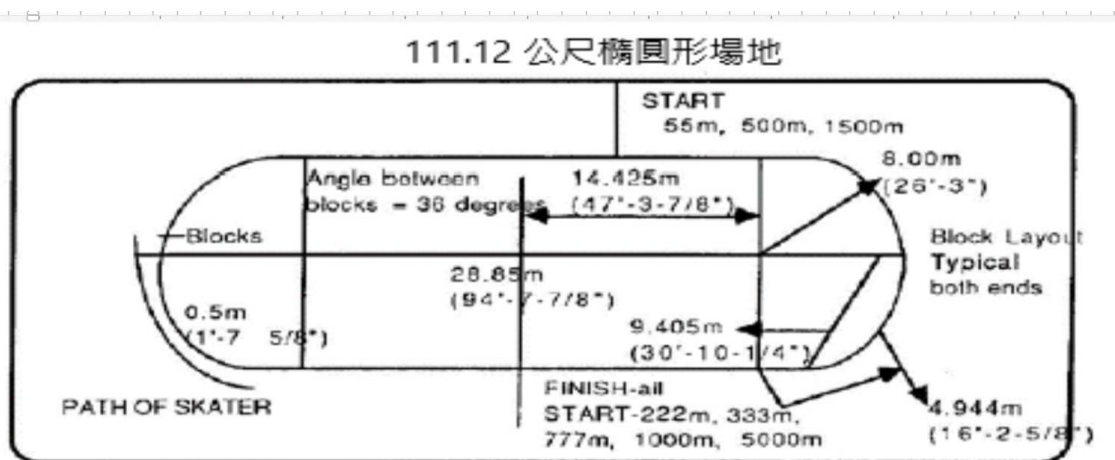 111.12 公尺橢圓形場地
START
55m, 500m, 1500m
Angle between
blocks = 36 degrees
14.425m
(47'-3-7/8")
8.00m
(26'-3")
Blocks
Block Layout
Typical
both ends
28.85m
(94'-7-7/8")
0.5m
(1'-7 5/8")
9.405m
(30'-10-1/4")
PATH OF SKATER
FINISH-all
START-222m, 333m,
777m, 1000m, 5000m
4.944m
(16'-2-5/8")